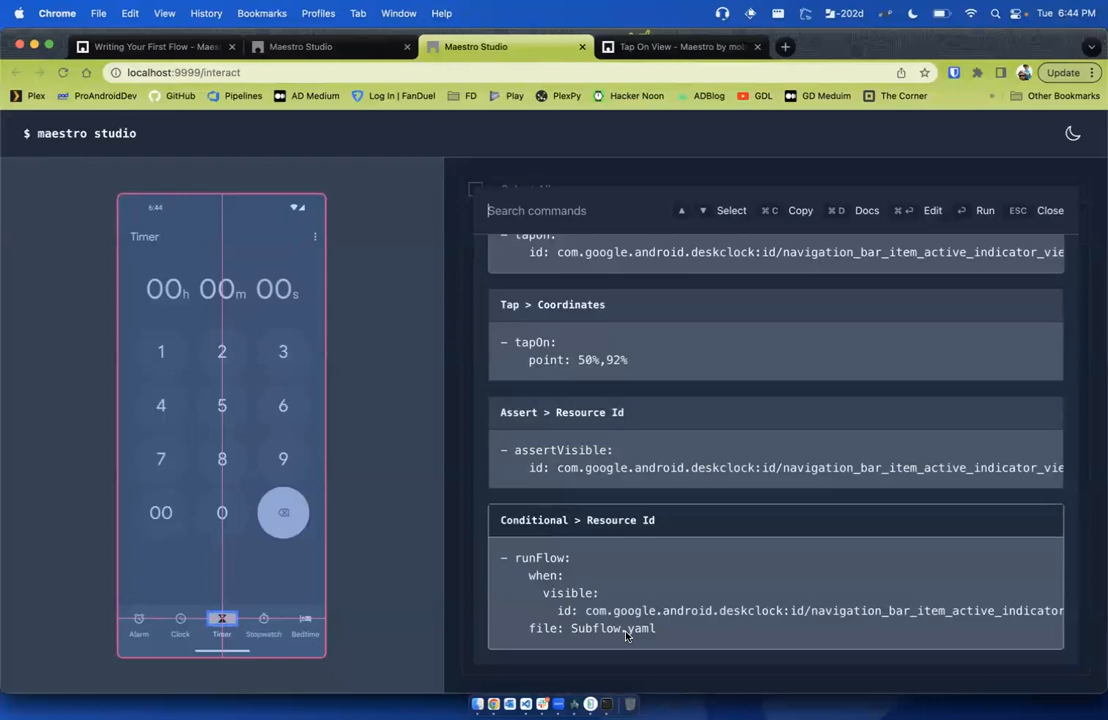 Chrome File Edit View History Bookmarks Profiles Tab Window Help
-202d Tue 6:44 PM
Writing Your First Flow - Maes
Maestro Studio
Maestro Studio
Tap On View - Maestro by mob
localhost:9999/interact
Update
Plex ProAndroidDev GitHub Pipelines AD Medium Log In | FanDuel FD Play PlexPy Hacker Noon ADBlog GDL GD Meduim The Corner » Other Bookmarks
$ maestro studio
6:44
Timer
00h 00m 00s
1 2 3
4 5 6
7 8 9
00 0
Alarm Clock Timer Stopwatch Bedtime
Select All
Search commands
▲ ▼ Select ⌘ C Copy ⌘ D Docs ⌘ ⏎ Edit ⏎ Run ESC Close
- tapOn:
id: com.google.android.deskclock:id/navigation_bar_item_active_indicator_vie
Tap > Coordinates
- tapOn:
point: 50%,92%
Assert > Resource Id
- assertVisible:
id: com.google.android.deskclock:id/navigation_bar_item_active_indicator_vie
Conditional > Resource Id
- runFlow:
when:
visible:
id: com.google.android.deskclock:id/navigation_bar_item_active_indicator
file: Subflow.yaml